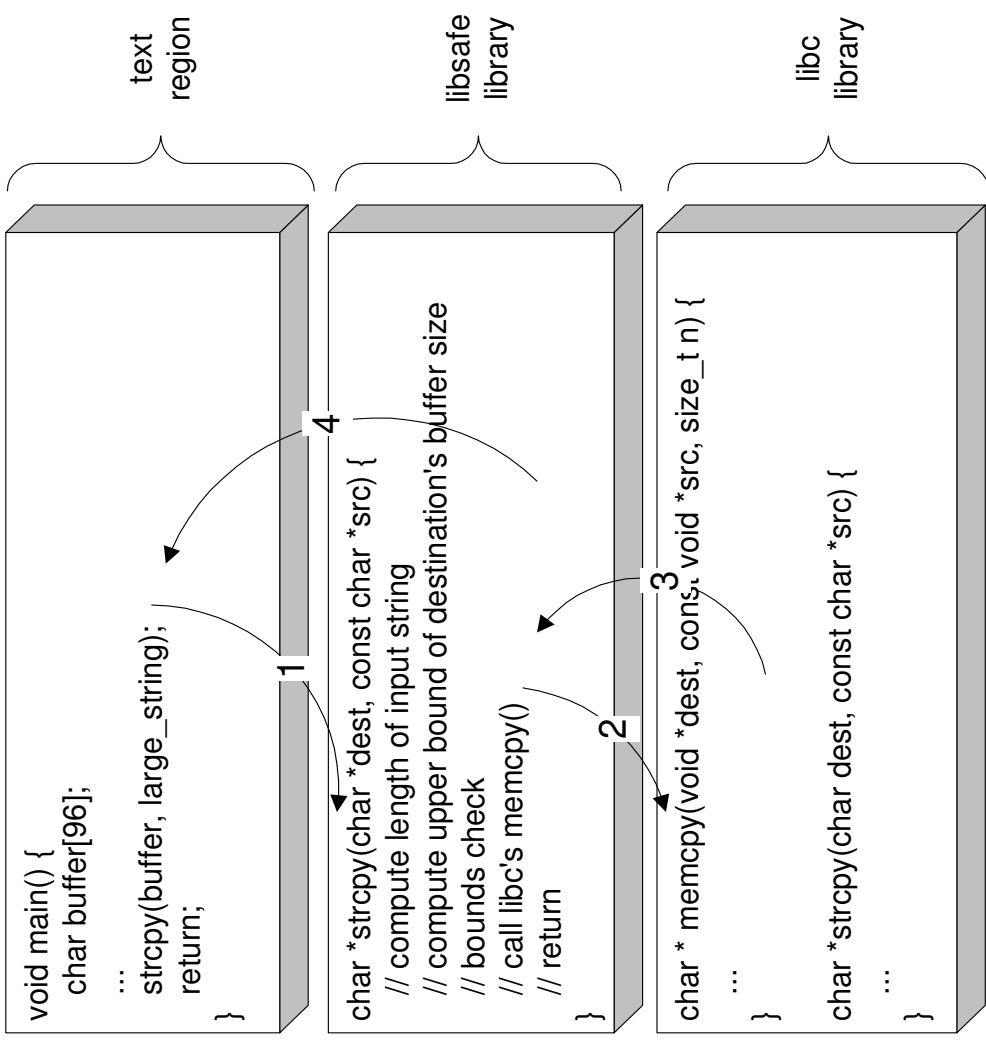 void main() {
char buffer[96];
...
strcpy(buffer, large_string);
return;
}
text
region
1
4
char *strcpy(char *dest, const char *src) {
// compute length of input string
// compute upper bound of destination's buffer size
// bounds check
// call libc's memcpy()
// return
}
libsafe
library
2
3
char * memcpy(void *dest, const void *src, size_t n) {
...
}
char *strcpy(char dest, const char *src) {
...
}
libc
library